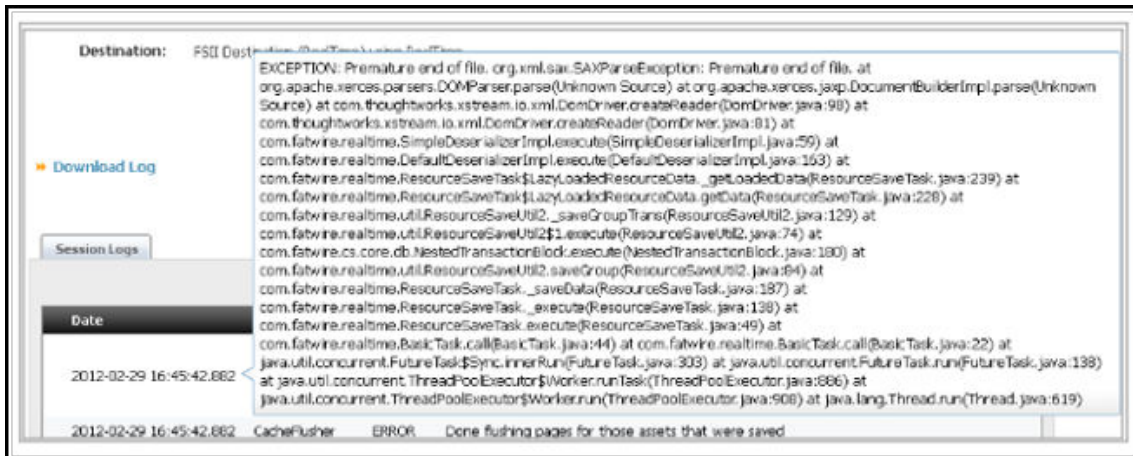 Destination: FSII Dest
EXCEPTION: Premature end of file. org.xml.sax.SAXParseException: Premature end of file. at
org.apache.xerces.parsers.DOMParser.parse(Unknown Source) at org.apache.xerces.jaxp.DocumentBuilderImpl.parse(Unknown
Source) at com.thoughtworks.xstream.io.xml.DomDriver.createReader(DomDriver.java:98) at
com.thoughtworks.xstream.io.xml.DomDriver.createReader(DomDriver.java:81) at
com.fatwire.realtime.SimpleDeserializerImpl.execute(SimpleDeserializerImpl.java:59) at
com.fatwire.realtime.DefaultDeserializerImpl.execute(DefaultDeserializerImpl.java:163) at
com.fatwire.realtime.ResourceSaveTask$LazyLoadedResourceData._getLoadedData(ResourceSaveTask.java:239) at
com.fatwire.realtime.ResourceSaveTask$LazyLoadedResourceData.getData(ResourceSaveTask.java:228) at
com.fatwire.realtime.util.ResourceSaveUtil2._saveGroupTrans(ResourceSaveUtil2.java:129) at
com.fatwire.realtime.util.ResourceSaveUtil2$1.execute(ResourceSaveUtil2.java:74) at
com.fatwire.cs.core.db.NestedTransactionBlock.execute(NestedTransactionBlock.java:180) at
com.fatwire.realtime.util.ResourceSaveUtil2.saveGroup(ResourceSaveUtil2.java:84) at
com.fatwire.realtime.ResourceSaveTask._saveData(ResourceSaveTask.java:187) at
com.fatwire.realtime.ResourceSaveTask._execute(ResourceSaveTask.java:138) at
com.fatwire.realtime.ResourceSaveTask.execute(ResourceSaveTask.java:49) at
com.fatwire.realtime.BasicTask.call(BasicTask.java:44) at com.fatwire.realtime.BasicTask.call(BasicTask.java:22) at
java.util.concurrent.FutureTask$Sync.innerRun(FutureTask.java:303) at java.util.concurrent.FutureTask.run(FutureTask.java:138)
at java.util.concurrent.ThreadPoolExecutor$Worker.runTask(ThreadPoolExecutor.java:886) at
java.util.concurrent.ThreadPoolExecutor$Worker.run(ThreadPoolExecutor.java:908) at java.lang.Thread.run(Thread.java:619)
Download Log
Session Logs
Date
2012-02-29 16:45:42.882
2012-02-29 16:45:42.882 CacheFlusher ERROR Done flushing pages for those assets that were saved